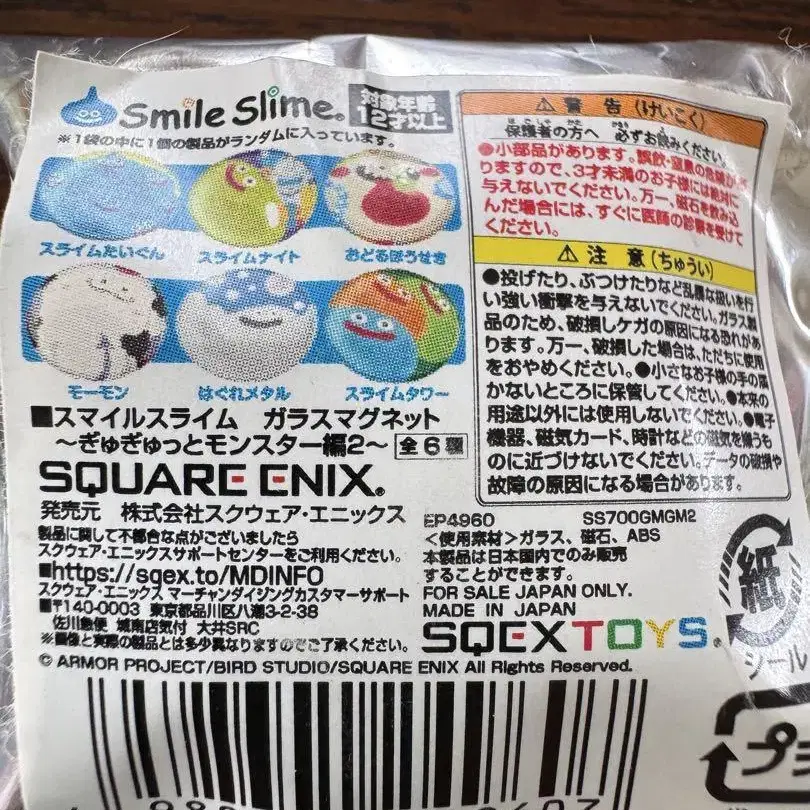 Smile Slime®
対象年齢
12才以上
※1袋の中に1個の製品がランダムに入っています。
スライムたいぐん
スライムナイト
おどるほうせき
モーモン
はぐれメタル
スライムタワー
■スマイルスライム ガラスマグネット
～ぎゅぎゅっとモンスター編2～ 全6種
SQUARE ENIX®
発売元 株式会社スクウェア・エニックス
製品に関して不都合な点がございましたら
スクウェア・エニックスサポートセンターをご利用ください。
■https://sqex.to/MDINFO
スクウェア・エニックス マーチャンダイジングカスタマーサポート
■〒140-0003 東京都品川区八潮3-2-38
佐川急便 城南店気付 大井SRC
※画像と実際の製品とは多少異なりますのでご了承ください。
© ARMOR PROJECT/BIRD STUDIO/SQUARE ENIX All Rights Reserved.
⚠警告(けいこく)
保護者の方へ 必ずお読みください。
●小部品があります。誤飲・窒息の危険があ
りますので、3才未満のお子様には絶対に
与えないでください。万一、磁石を飲み込
んだ場合には、すぐに医師の診察を受けて
ください。
⚠注意(ちゅうい)
●投げたり、ぶつけたりなど乱暴な扱いを行
い強い衝撃を与えないでください。ガラス製
品のため、破損しケガの原因になる恐れがあ
ります。万一、破損した場合は、ただちに使用
をおやめください。●小さなお子様の手の届
かないところに保管してください。●本来の
用途以外には使用しないでください。●電子
機器、磁気カード、時計などの磁気を嫌うも
のに近づけないでください。データの破損や
故障の原因になる場合があります。
EP4960 SS700GMGM2
<使用素材>ガラス、磁石、ABS
本製品は日本国内でのみ販売
することができます。
FOR SALE JAPAN ONLY.
MADE IN JAPAN
SQEXTOYS®
紙
シール
プラ